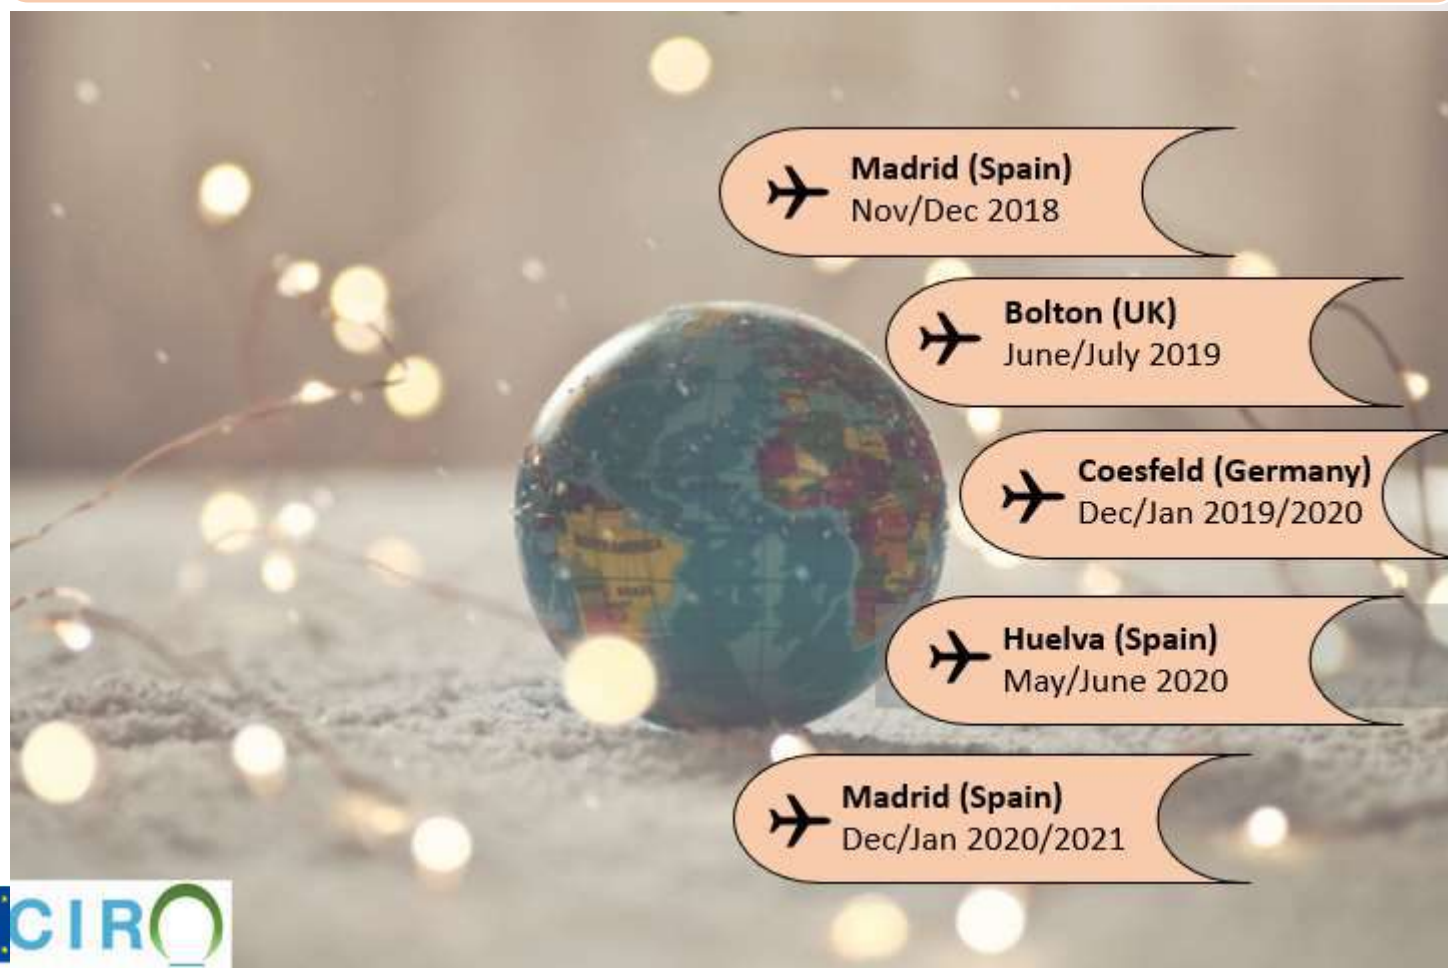 Madrid (Spain)
Nov/Dec 2018
Bolton (UK)
June/July 2019
Coesfeld (Germany)
Dec/Jan 2019/2020
Huelva (Spain)
May/June 2020
Madrid (Spain)
Dec/Jan 2020/2021
CIRO